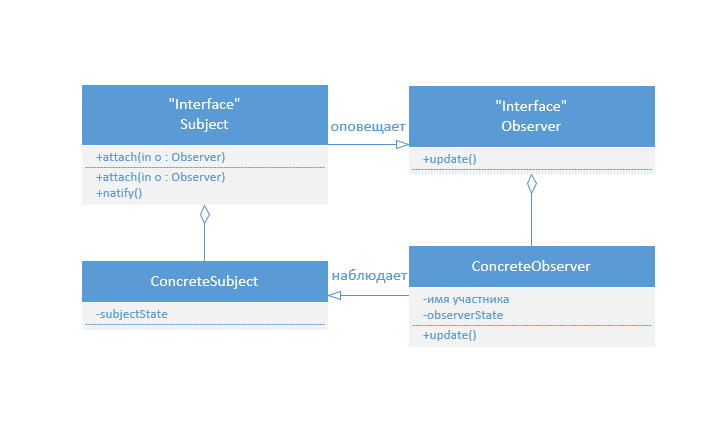 "Interface"
Subject
+attach(in o : Observer)
+attach(in o : Observer)
+natify()
оповещает
"Interface"
Observer
+update()
ConcreteSubject
-subjectState
наблюдает
ConcreteObserver
-имя участника
-observerState
+update()